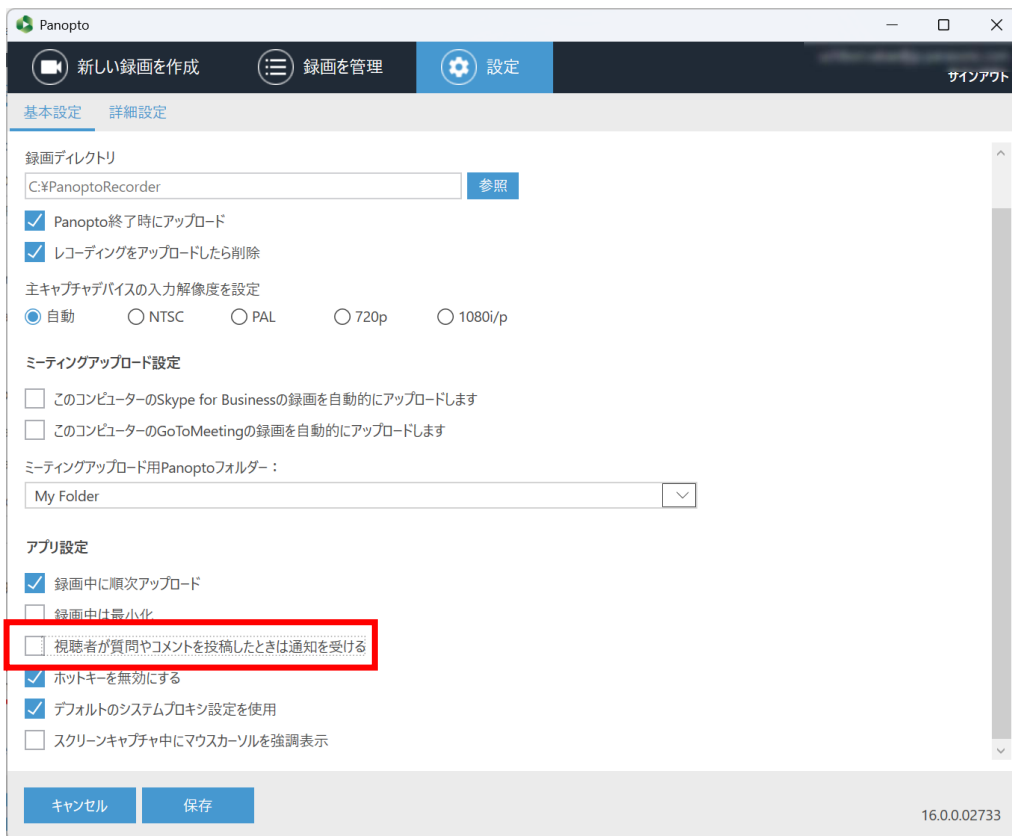 Panopto
新しい録画を作成
録画を管理
設定
サインアウト
基本設定 詳細設定
録画ディレクトリ
C:¥PanoptoRecorder
参照
Panopto終了時にアップロード
レコーディングをアップロードしたら削除
主キャプチャデバイスの入力解像度を設定
自動 NTSC PAL 720p 1080i/p
ミーティングアップロード設定
このコンピューターのSkype for Businessの録画を自動的にアップロードします
このコンピューターのGoToMeetingの録画を自動的にアップロードします
ミーティングアップロード用Panoptoフォルダー：
My Folder
アプリ設定
録画中に順次アップロード
録画中は最小化
視聴者が質問やコメントを投稿したときは通知を受ける
ホットキーを無効にする
デフォルトのシステムプロキシ設定を使用
スクリーンキャプチャ中にマウスカーソルを強調表示
キャンセル 保存
16.0.0.02733